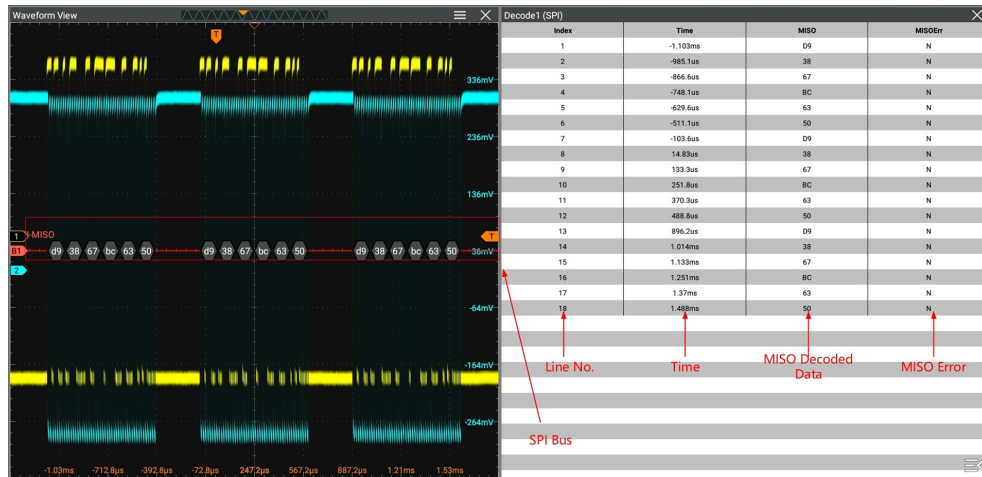 Waveform View
T
336mV
236mV
136mV
1
I-MISO
T
B1
d9 38 67 bc 63 50
d9 38 67 bc 63 50
d9 38 67 bc 63 50
36mV
2
-64mV
-164mV
-264mV
-1.03ms -712,8µs -392,8µs -72,8µs 247,2µs 567,2µs 887,2µs 1.21ms 1.53ms
Decode1 (SPI)
Index Time MISO MISOErr
1 -1.103ms D9 N
2 -985.1us 38 N
3 -866.6us 67 N
4 -748.1us BC N
5 -629.6us 63 N
6 -511.1us 50 N
7 -103.6us D9 N
8 14.83us 38 N
9 133.3us 67 N
10 251.8us BC N
11 370.3us 63 N
12 488.8us 50 N
13 896.2us D9 N
14 1.014ms 38 N
15 1.133ms 67 N
16 1.251ms BC N
17 1.37ms 63 N
18 1.488ms 50 N
Line No. Time MISO Decoded Data MISO Error
SPI Bus